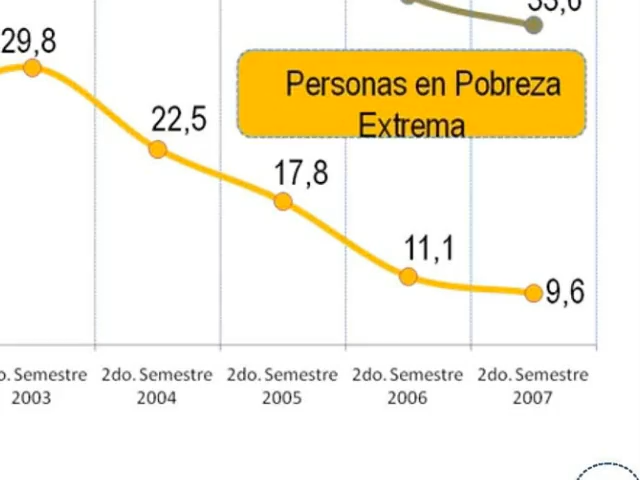 29,8
Personas en Pobreza
Extrema
22,5
17,8
11,1
9,6
Semestre 2do. Semestre 2do. Semestre 2do. Semestre 2do. Semestre
2003 2004 2005 2006 2007